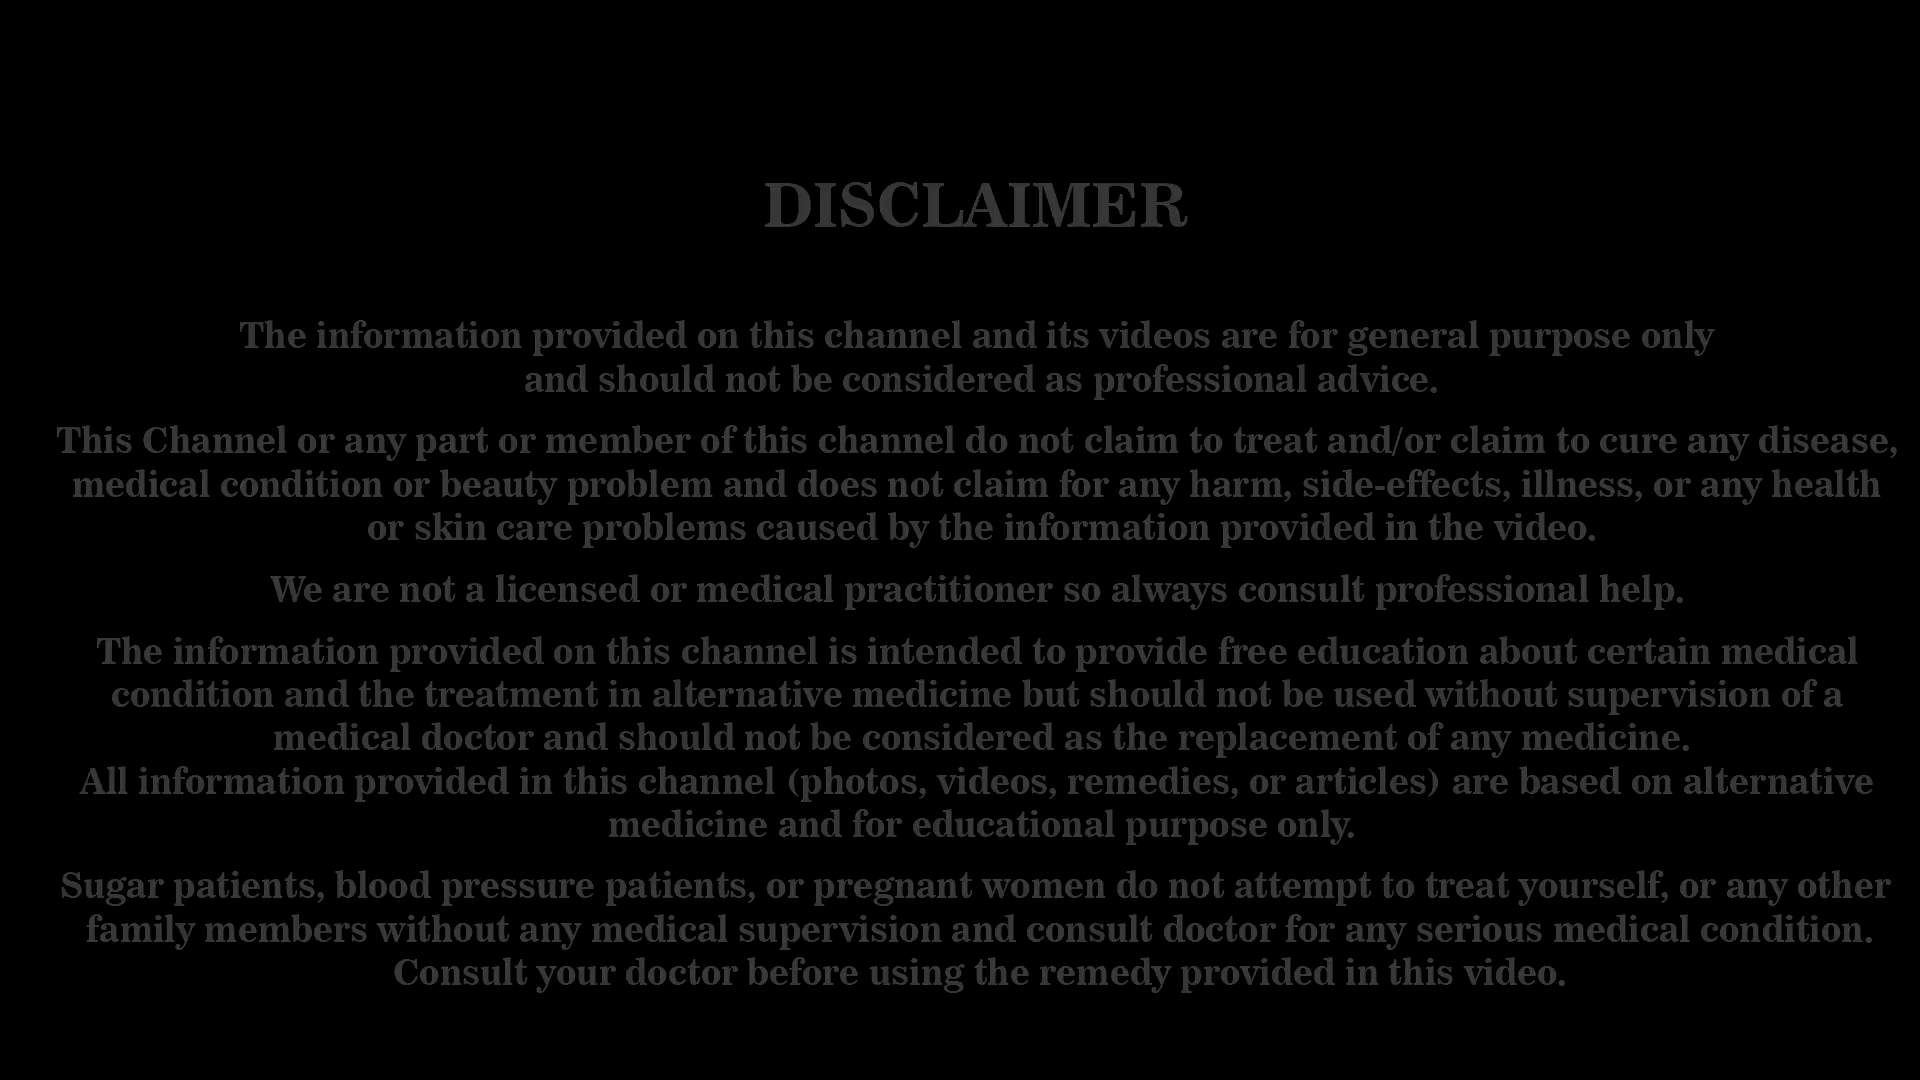 DISCLAIMER
The information provided on this channel and its videos are for general purpose only
and should not be considered as professional advice.
This Channel or any part or member of this channel do not claim to treat and/or claim to cure any disease,
medical condition or beauty problem and does not claim for any harm, side-effects, illness, or any health
or skin care problems caused by the information provided in the video.
We are not a licensed or medical practitioner so always consult professional help.
The information provided on this channel is intended to provide free education about certain medical
condition and the treatment in alternative medicine but should not be used without supervision of a
medical doctor and should not be considered as the replacement of any medicine.
All information provided in this channel (photos, videos, remedies, or articles) are based on alternative
medicine and for educational purpose only.
Sugar patients, blood pressure patients, or pregnant women do not attempt to treat yourself, or any other
family members without any medical supervision and consult doctor for any serious medical condition.
Consult your doctor before using the remedy provided in this video.